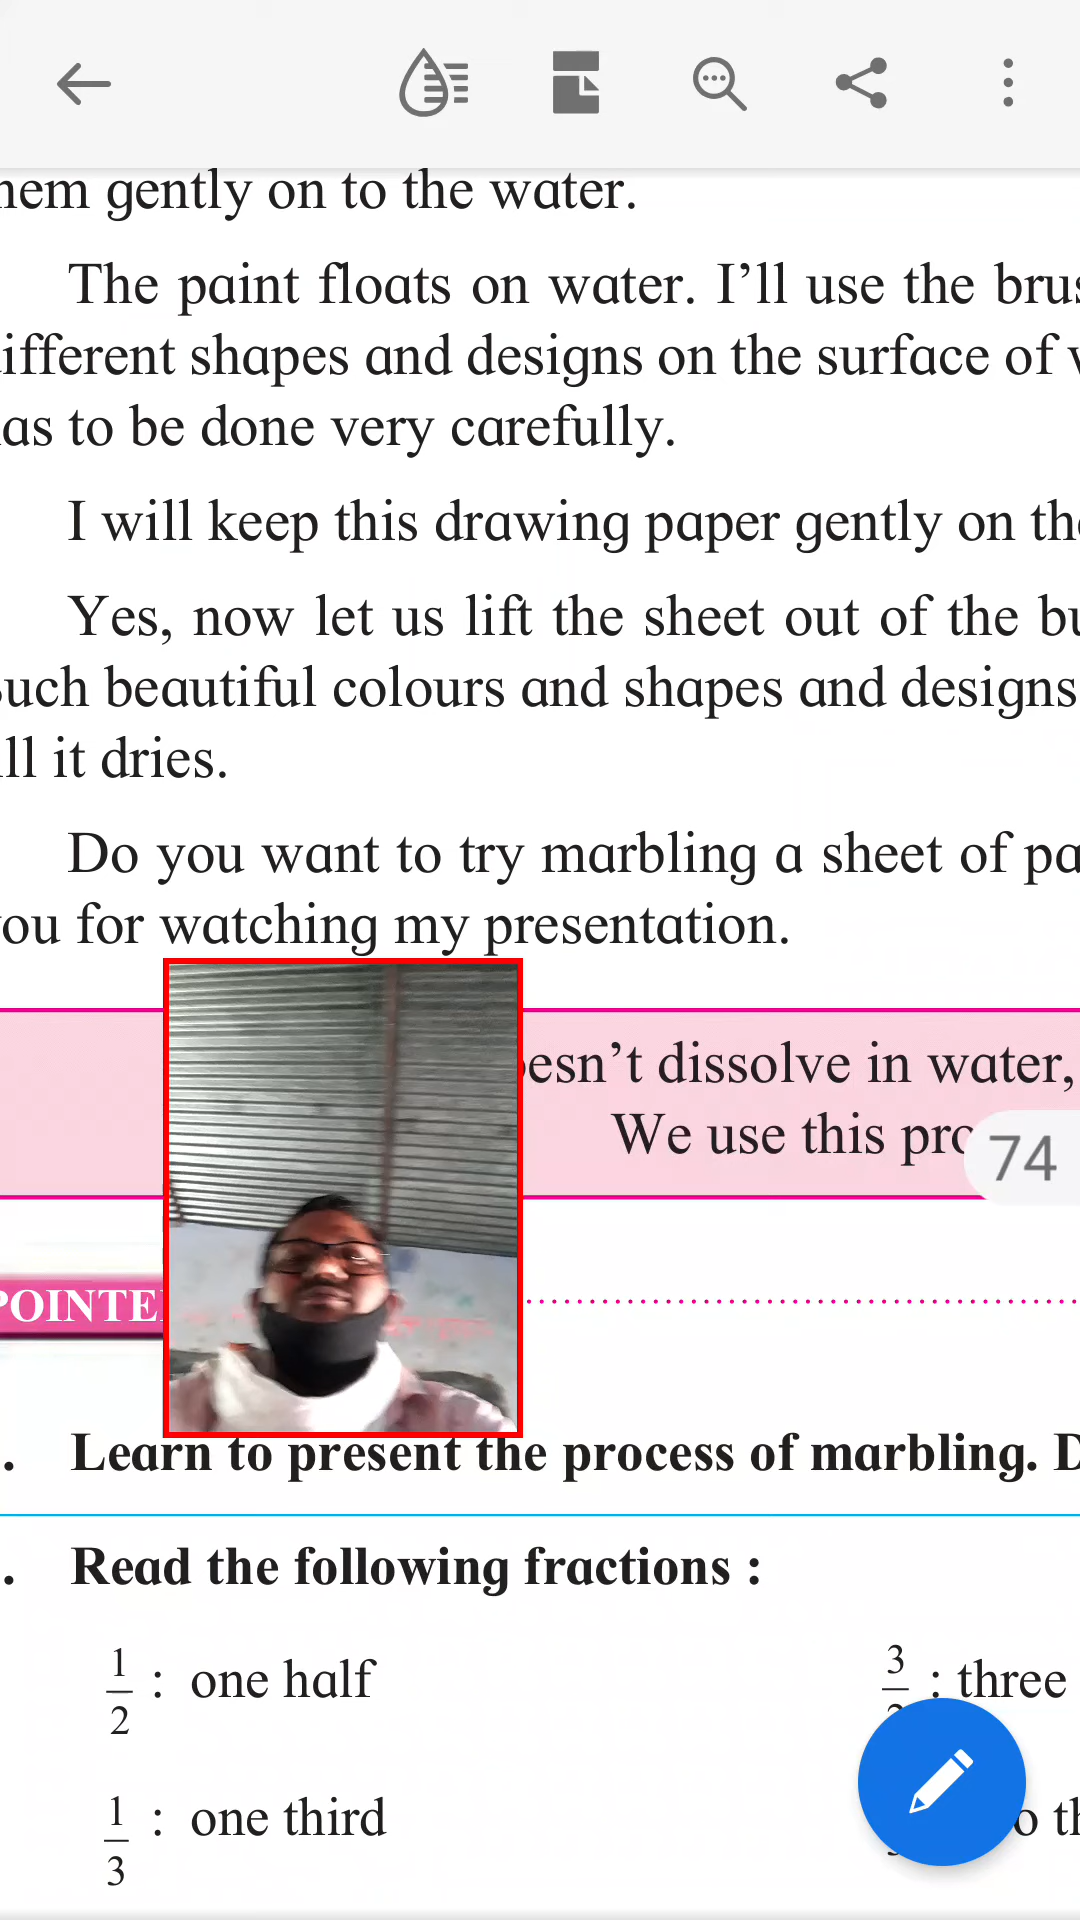 hem gently on to the water.
The paint floats on water. I’ll use the brus
ifferent shapes and designs on the surface of w
as to be done very carefully.
I will keep this drawing paper gently on the
Yes, now let us lift the sheet out of the bu
such beautiful colours and shapes and designs
ill it dries.
Do you want to try marbling a sheet of pa
you for watching my presentation.
oesn’t dissolve in water,
We use this pro
74
POINTE
. Learn to present the process of marbling. D
. Read the following fractions :
1/2 : one half
3/ : three
1/3 : one third
o th